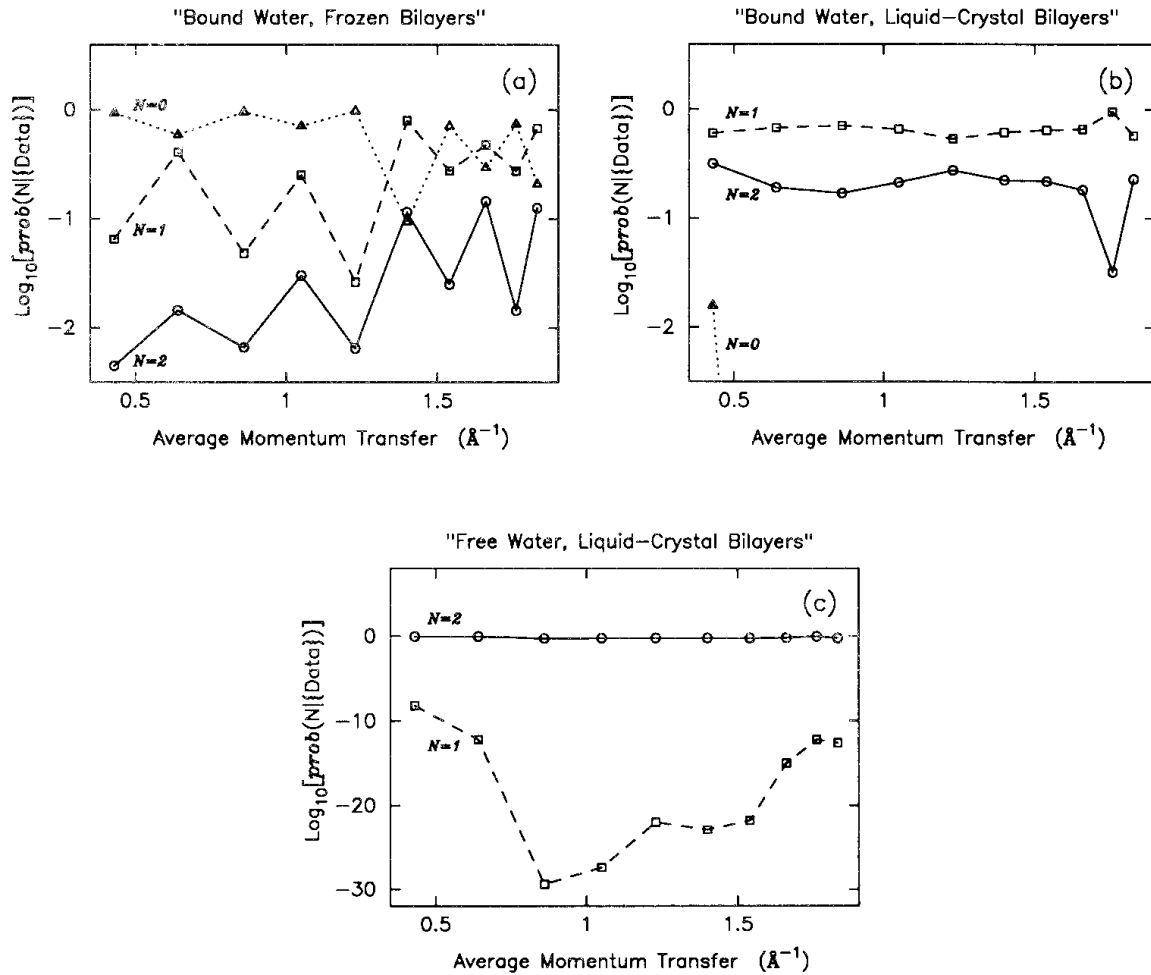 "Bound Water, Frozen Bilayers"
(a)
Log₁₀[prob(N|{Data})]
0
−1
−2
N=0
N=1
N=2
0.5 1 1.5
Average Momentum Transfer (Å⁻¹)
"Bound Water, Liquid−Crystal Bilayers"
(b)
Log₁₀[prob(N|{Data})]
0
−1
−2
N=1
N=2
N=0
0.5 1 1.5
Average Momentum Transfer (Å⁻¹)
"Free Water, Liquid−Crystal Bilayers"
(c)
Log₁₀[prob(N|{Data})]
0
−10
−20
−30
N=2
N=1
0.5 1 1.5
Average Momentum Transfer (Å⁻¹)